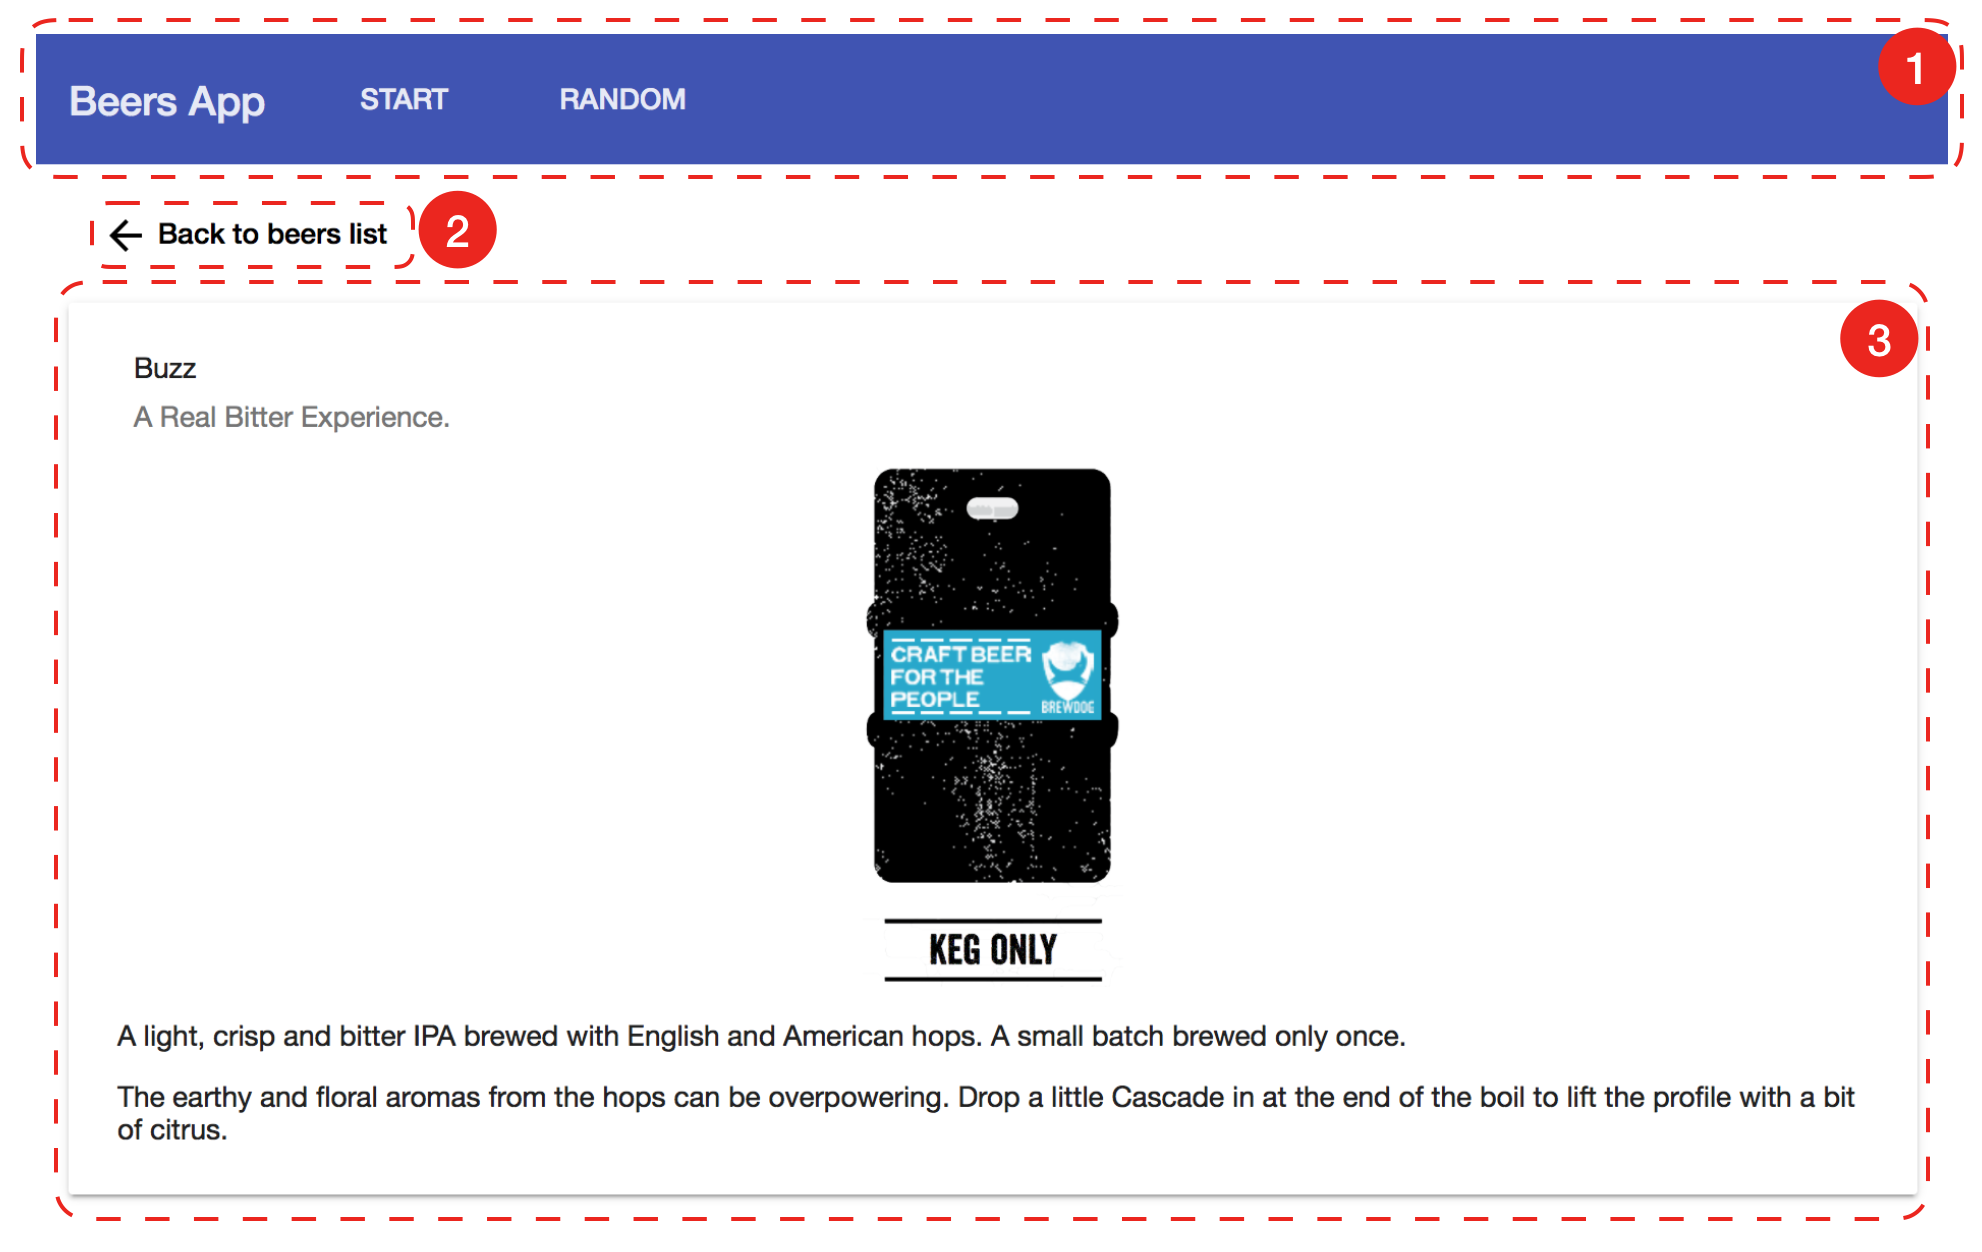 Beers App START RANDOM 1
Back to beers list 2
3
Buzz
A Real Bitter Experience.
CRAFT BEER
FOR THE
PEOPLE
BREWDOG
KEG ONLY
A light, crisp and bitter IPA brewed with English and American hops. A small batch brewed only once.
The earthy and floral aromas from the hops can be overpowering. Drop a little Cascade in at the end of the boil to lift the profile with a bit
of citrus.